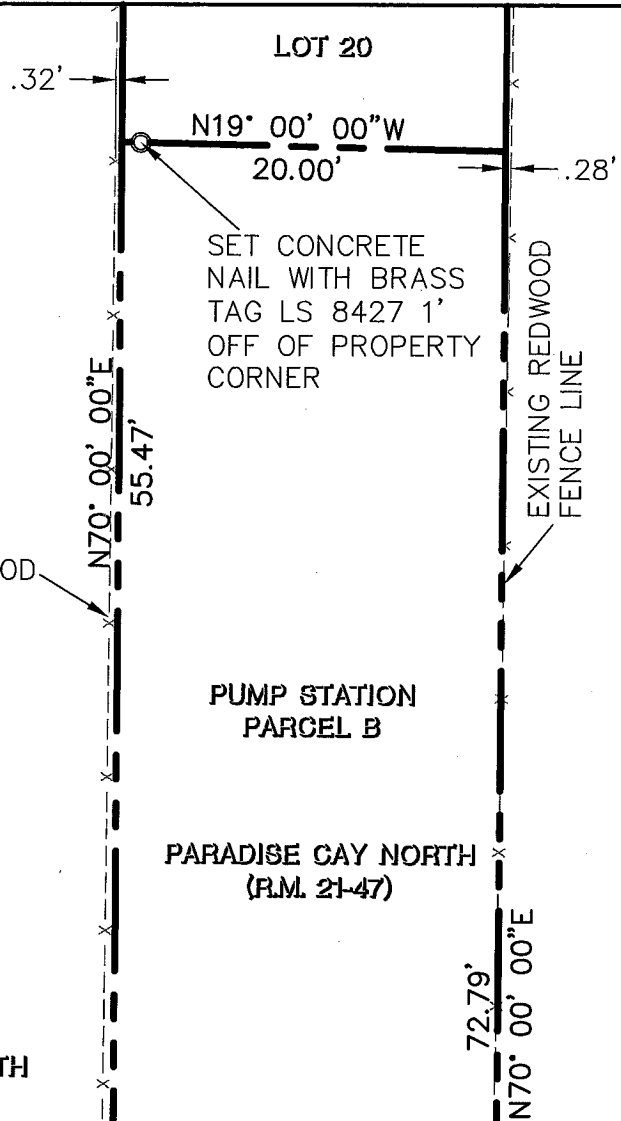 LOT 20
.32'
N19° 00' 00"W
20.00'
.28'
SET CONCRETE
NAIL WITH BRASS
TAG LS 8427 1'
OFF OF PROPERTY
CORNER
EXISTING REDWOOD
FENCE LINE
N70° 00' 00"E
55.47'
OD
PUMP STATION
PARCEL B
PARADISE CAY NORTH
(R.M. 21-47)
72.79'
N70° 00' 00"E
TH